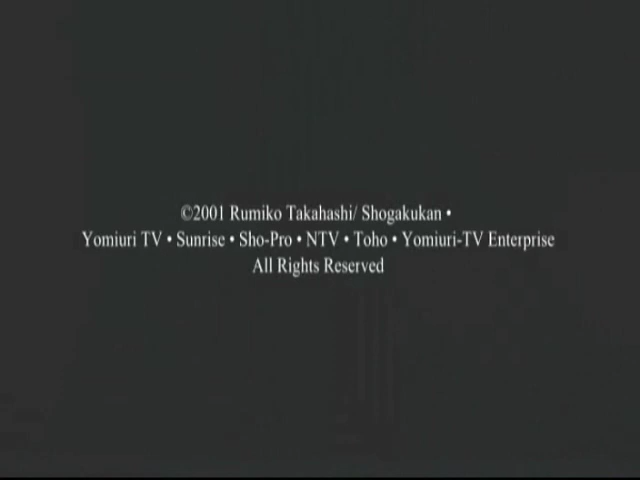 ©2001 Rumiko Takahashi/ Shogakukan •
Yomiuri TV • Sunrise • Sho-Pro • NTV • Toho • Yomiuri-TV Enterprise
All Rights Reserved